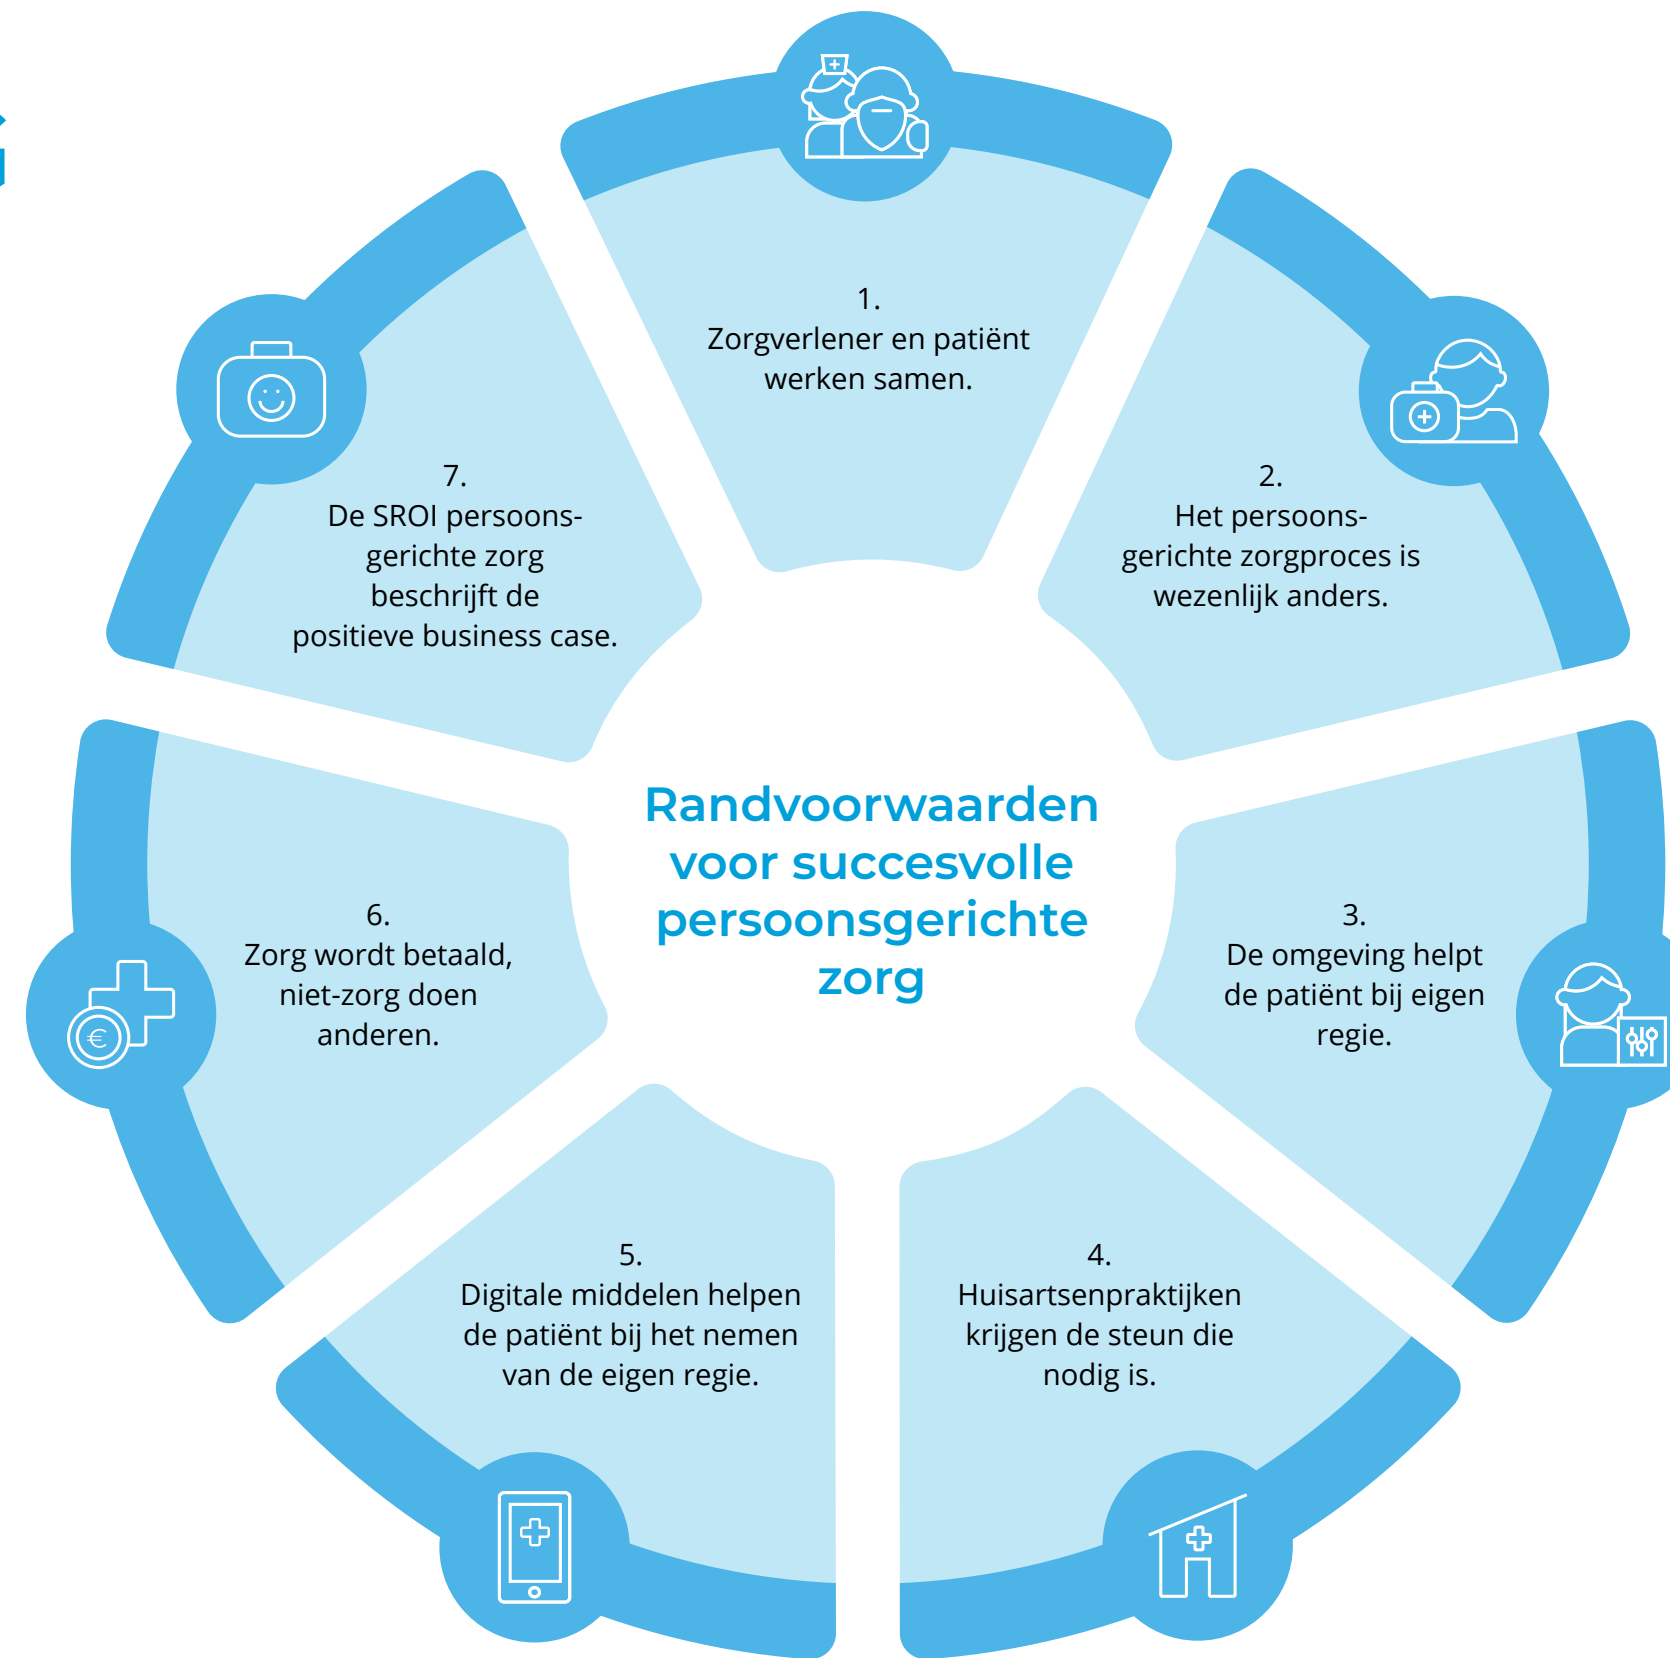 1.
Zorgverlener en patiënt
werken samen.
2.
Het persoons-
gerichte zorgproces is
wezenlijk anders.
3.
De omgeving helpt
de patiënt bij eigen
regie.
4.
Huisartsenpraktijken
krijgen de steun die
nodig is.
5.
Digitale middelen helpen
de patiënt bij het nemen
van de eigen regie.
6.
Zorg wordt betaald,
niet-zorg doen
anderen.
7.
De SROI persoons-
gerichte zorg
beschrijft de
positieve business case.
Randvoorwaarden
voor succesvolle
persoonsgerichte
zorg
€